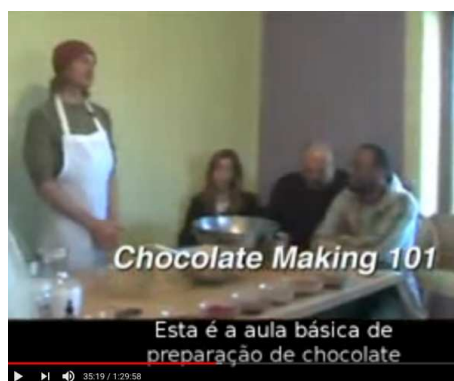 Chocolate Making 101
Esta é a aula básica de
preparação de chocolate
35:19 / 1:29:58